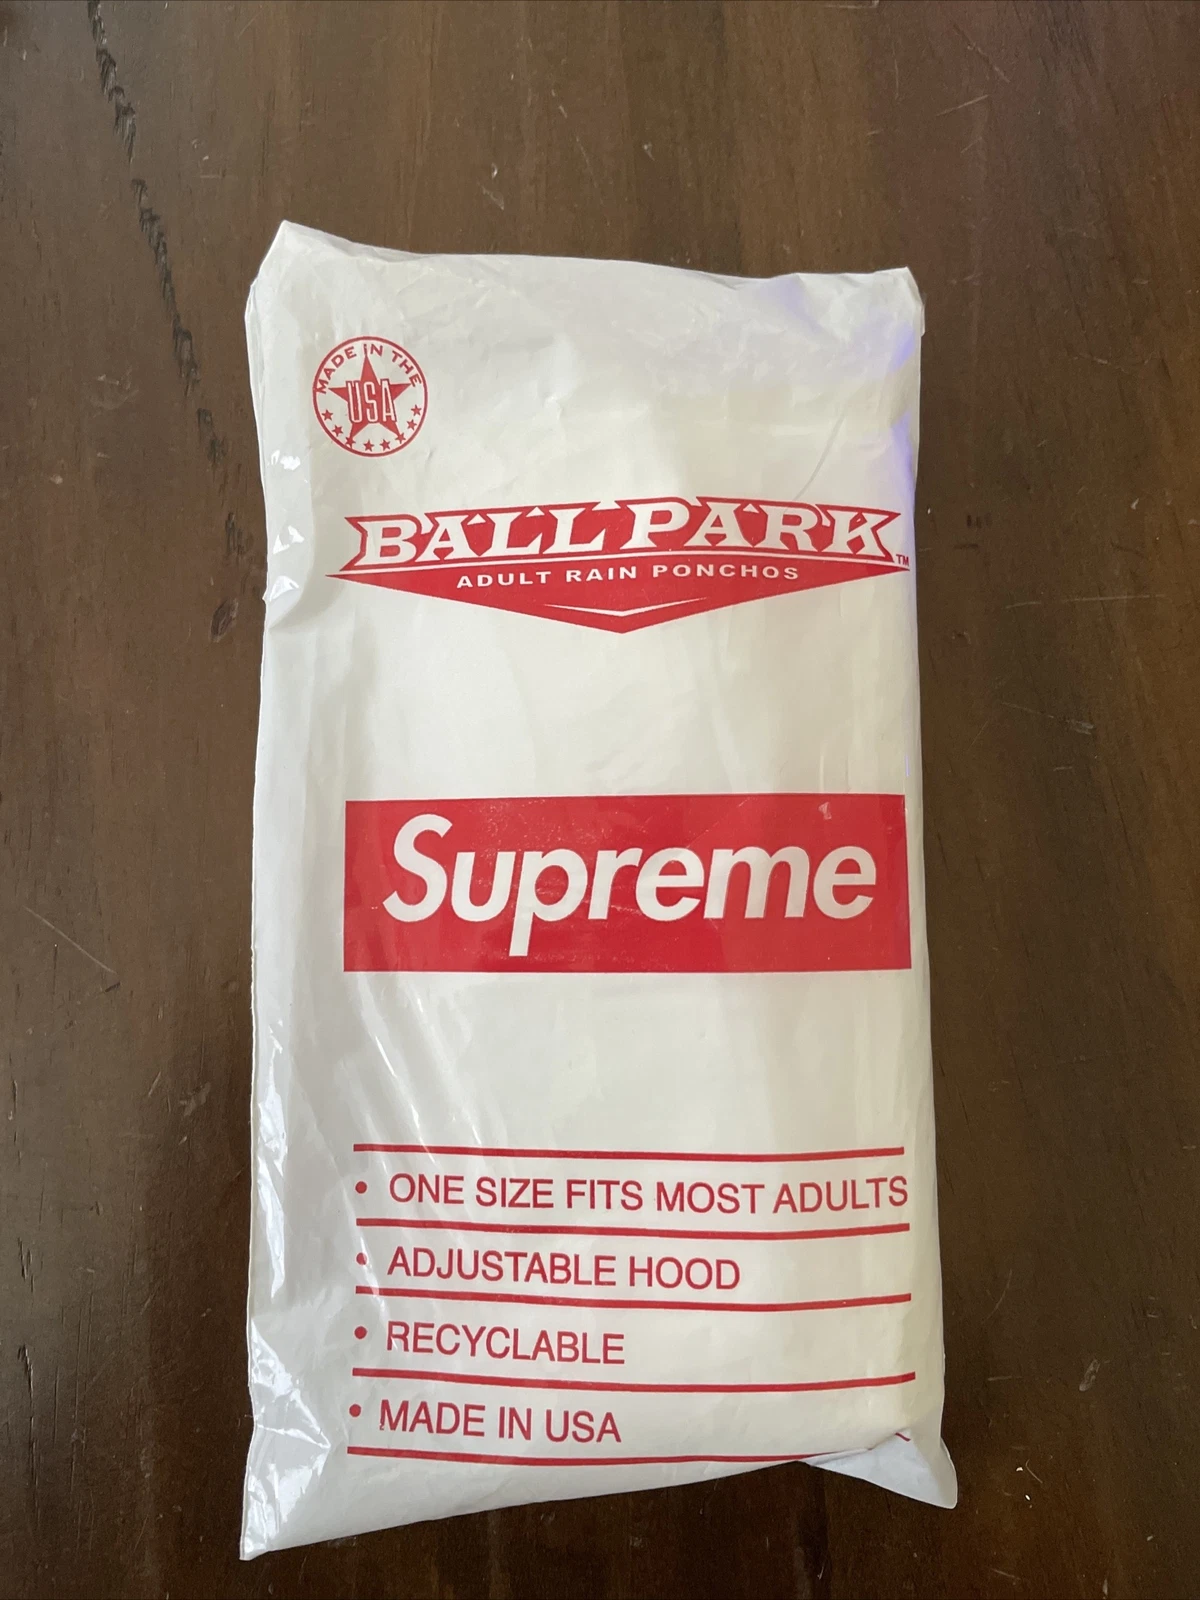 MADE IN THE
USA
BALL PARK™
ADULT RAIN PONCHOS
Supreme
• ONE SIZE FITS MOST ADULTS
• ADJUSTABLE HOOD
• RECYCLABLE
• MADE IN USA